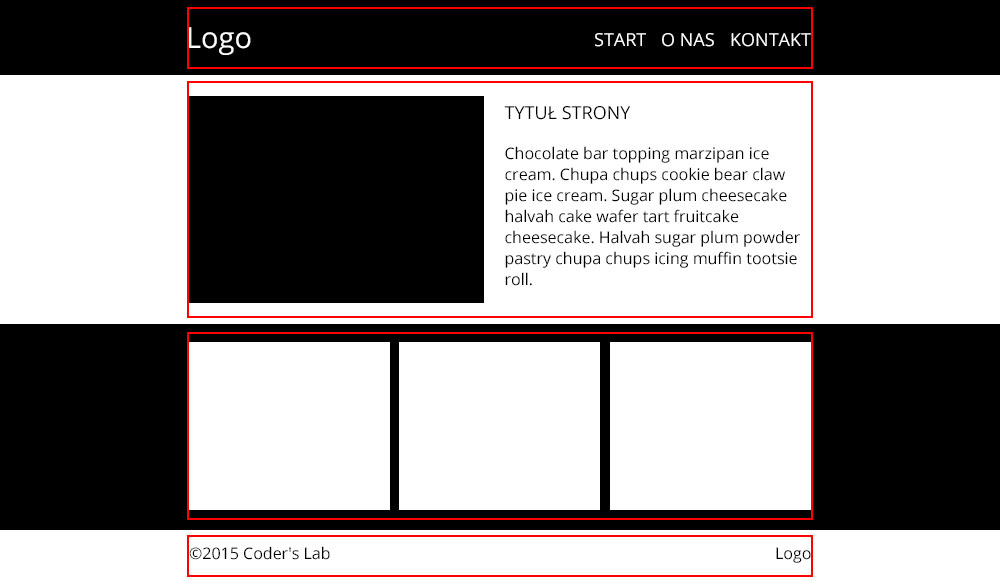 Logo
START O NAS KONTAKT
TYTUŁ STRONY
Chocolate bar topping marzipan ice
cream. Chupa chups cookie bear claw
pie ice cream. Sugar plum cheesecake
halvah cake wafer tart fruitcake
cheesecake. Halvah sugar plum powder
pastry chupa chups icing muffin tootsie
roll.
©2015 Coder's Lab
Logo